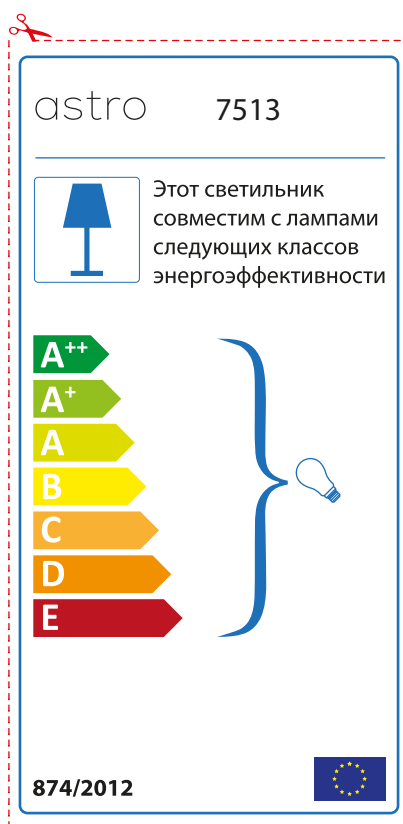 astro 7513
Этот светильник
совместим с лампами
следующих классов
энергоэффективности
A++
A+
A
B
C
D
E
874/2012